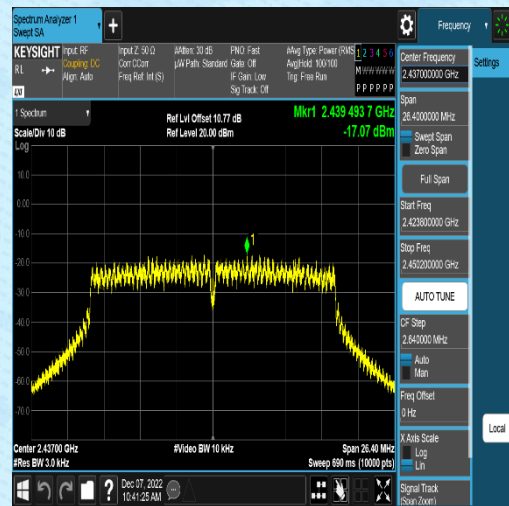 Spectrum Analyzer 1
Swept SA
+
Frequency
KEYSIGHT
RL
LXI
Input: RF
Coupling: DC
Align: Auto
Input Z: 50 Ω
Corr CCorr
Freq Ref: Int (S)
#Atten: 30 dB
µW Path: Standard
PNO: Fast
Gate: Off
IF Gain: Low
Sig Track: Off
#Avg Type: Power (RMS
Avg|Hold: 100/100
Trig: Free Run
1 2 3 4 5 6
M W W W W W
P P P P P P
1 Spectrum
Scale/Div 10 dB
Ref Lvl Offset 10.77 dB
Ref Level 20.00 dBm
Mkr1 2.439 493 7 GHz
-17.07 dBm
Log
10.0
0.00
-10.0
-20.0
-30.0
-40.0
-50.0
-60.0
-70.0
1
Center 2.43700 GHz
#Res BW 3.0 kHz
#Video BW 10 kHz
Span 26.40 MHz
Sweep 690 ms (10000 pts)
Dec 07, 2022
10:41:25 AM
?
Center Frequency
2.437000000 GHz
Span
26.4000000 MHz
Swept Span
Zero Span
Full Span
Start Freq
2.423800000 GHz
Stop Freq
2.450200000 GHz
AUTO TUNE
CF Step
2.640000 MHz
Auto
Man
Freq Offset
0 Hz
X Axis Scale
Log
Lin
Signal Track
(Span Zoom)
Settings
Local